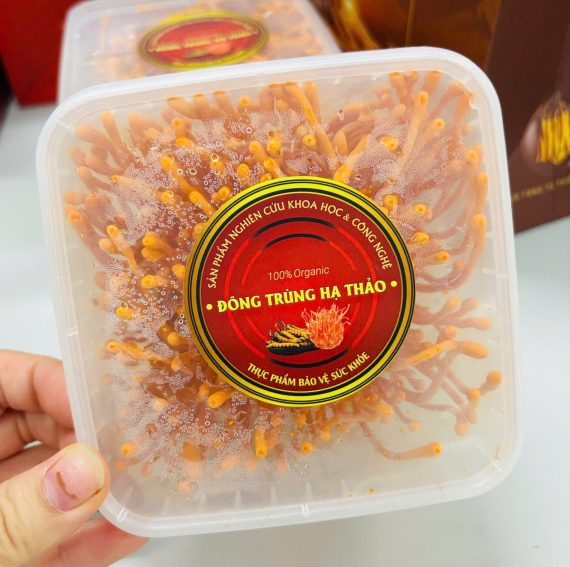 SẢN PHẨM NGHIÊN CỨU KHOA HỌC & CÔNG NGHỆ
100% Organic
• ĐÔNG TRÙNG HẠ THẢO •
THỰC PHẨM BẢO VỆ SỨC KHỎE